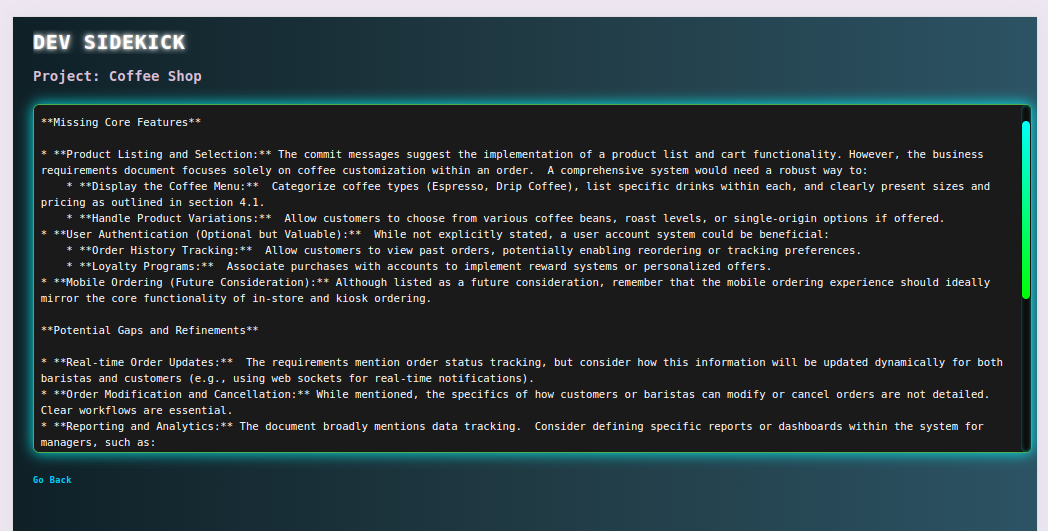 DEV SIDEKICK
Project: Coffee Shop
**Missing Core Features**
* **Product Listing and Selection:** The commit messages suggest the implementation of a product list and cart functionality. However, the business
requirements document focuses solely on coffee customization within an order.  A comprehensive system would need a robust way to:
    * **Display the Coffee Menu:**  Categorize coffee types (Espresso, Drip Coffee), list specific drinks within each, and clearly present sizes and
pricing as outlined in section 4.1.
    * **Handle Product Variations:**  Allow customers to choose from various coffee beans, roast levels, or single-origin options if offered.
* **User Authentication (Optional but Valuable):**  While not explicitly stated, a user account system could be beneficial:
    * **Order History Tracking:**  Allow customers to view past orders, potentially enabling reordering or tracking preferences.
    * **Loyalty Programs:**  Associate purchases with accounts to implement reward systems or personalized offers.
* **Mobile Ordering (Future Consideration):** Although listed as a future consideration, remember that the mobile ordering experience should ideally
mirror the core functionality of in-store and kiosk ordering.
**Potential Gaps and Refinements**
* **Real-time Order Updates:**  The requirements mention order status tracking, but consider how this information will be updated dynamically for both
baristas and customers (e.g., using web sockets for real-time notifications).
* **Order Modification and Cancellation:** While mentioned, the specifics of how customers or baristas can modify or cancel orders are not detailed.
Clear workflows are essential.
* **Reporting and Analytics:** The document broadly mentions data tracking.  Consider defining specific reports or dashboards within the system for
managers, such as:
Go Back